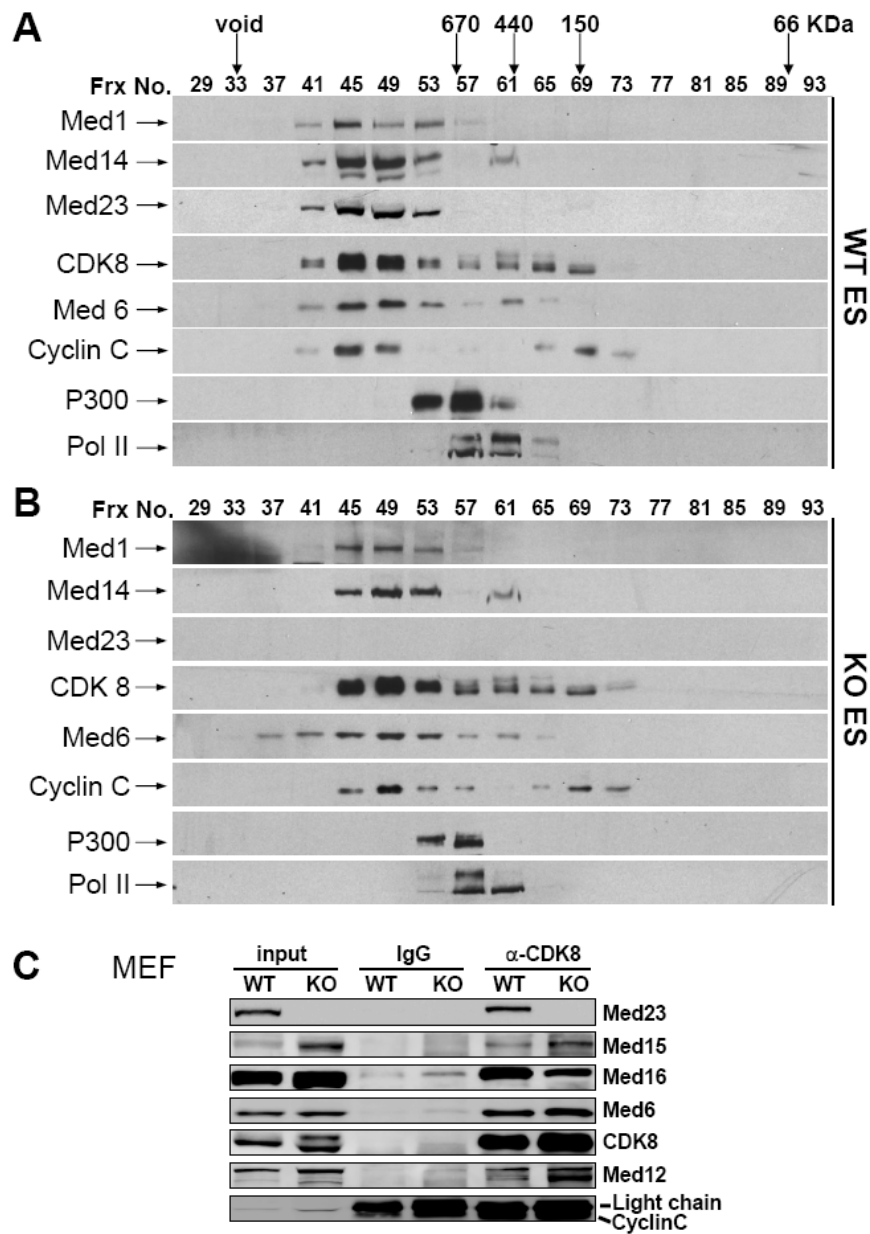 A
void 670 440 150 66 KDa
Frx No. 29 33 37 41 45 49 53 57 61 65 69 73 77 81 85 89 93
Med1
Med14
Med23
CDK8
Med 6
Cyclin C
P300
Pol II
WT ES
B
Frx No. 29 33 37 41 45 49 53 57 61 65 69 73 77 81 85 89 93
Med1
Med14
Med23
CDK 8
Med6
Cyclin C
P300
Pol II
KO ES
C MEF
input IgG α-CDK8
WT KO WT KO WT KO
Med23
Med15
Med16
Med6
CDK8
Med12
Light chain
CyclinC